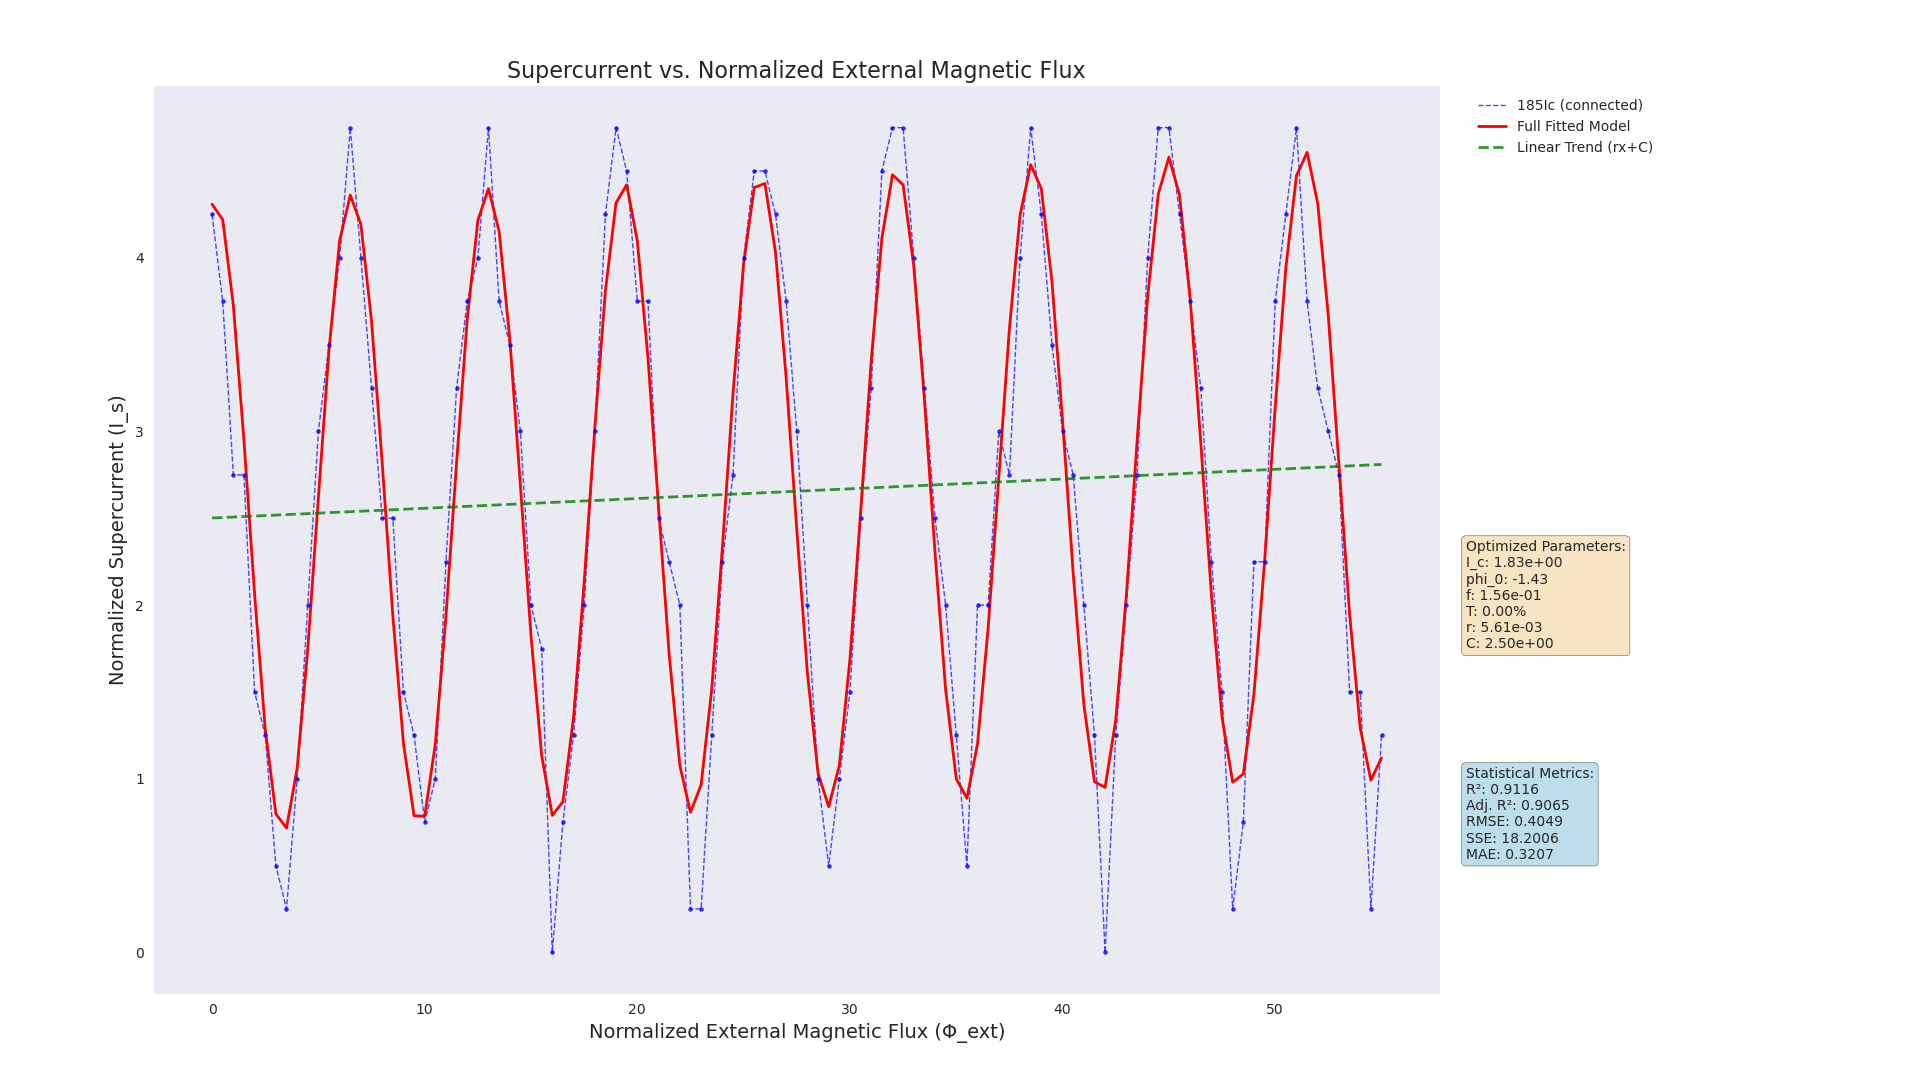 Supercurrent vs. Normalized External Magnetic Flux
185Ic (connected)
Full Fitted Model
Linear Trend (rx+C)
Normalized Supercurrent (I_s)
4
3
2
1
0
0 10 20 30 40 50
Normalized External Magnetic Flux (Φ_ext)
Optimized Parameters:
I_c: 1.83e+00
phi_0: -1.43
f: 1.56e-01
T: 0.00%
r: 5.61e-03
C: 2.50e+00
Statistical Metrics:
R²: 0.9116
Adj. R²: 0.9065
RMSE: 0.4049
SSE: 18.2006
MAE: 0.3207